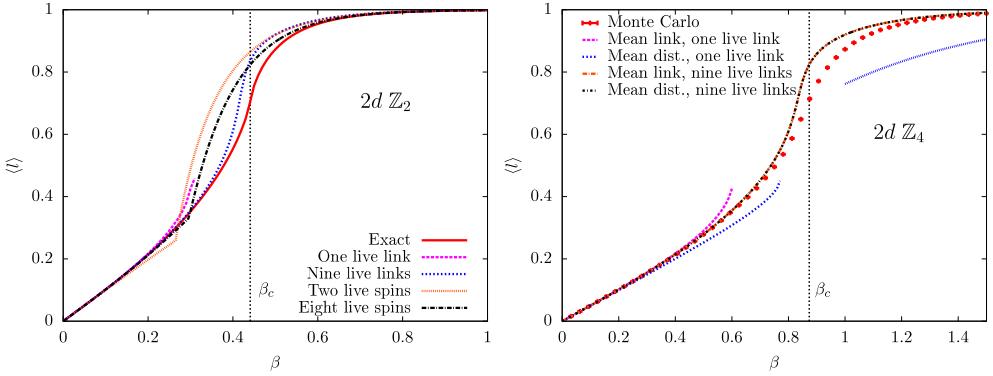 1
0.8
0.6
0.4
0.2
0
⟨l⟩
0
0.2
0.4
0.6
0.8
1
β
2d ℤ₂
β_c
Exact
One live link
Nine live links
Two live spins
Eight live spins
1
0.8
0.6
0.4
0.2
0
⟨l⟩
0
0.2
0.4
0.6
0.8
1
1.2
1.4
β
Monte Carlo
Mean link, one live link
Mean dist., one live link
Mean link, nine live links
Mean dist., nine live links
2d ℤ₄
β_c